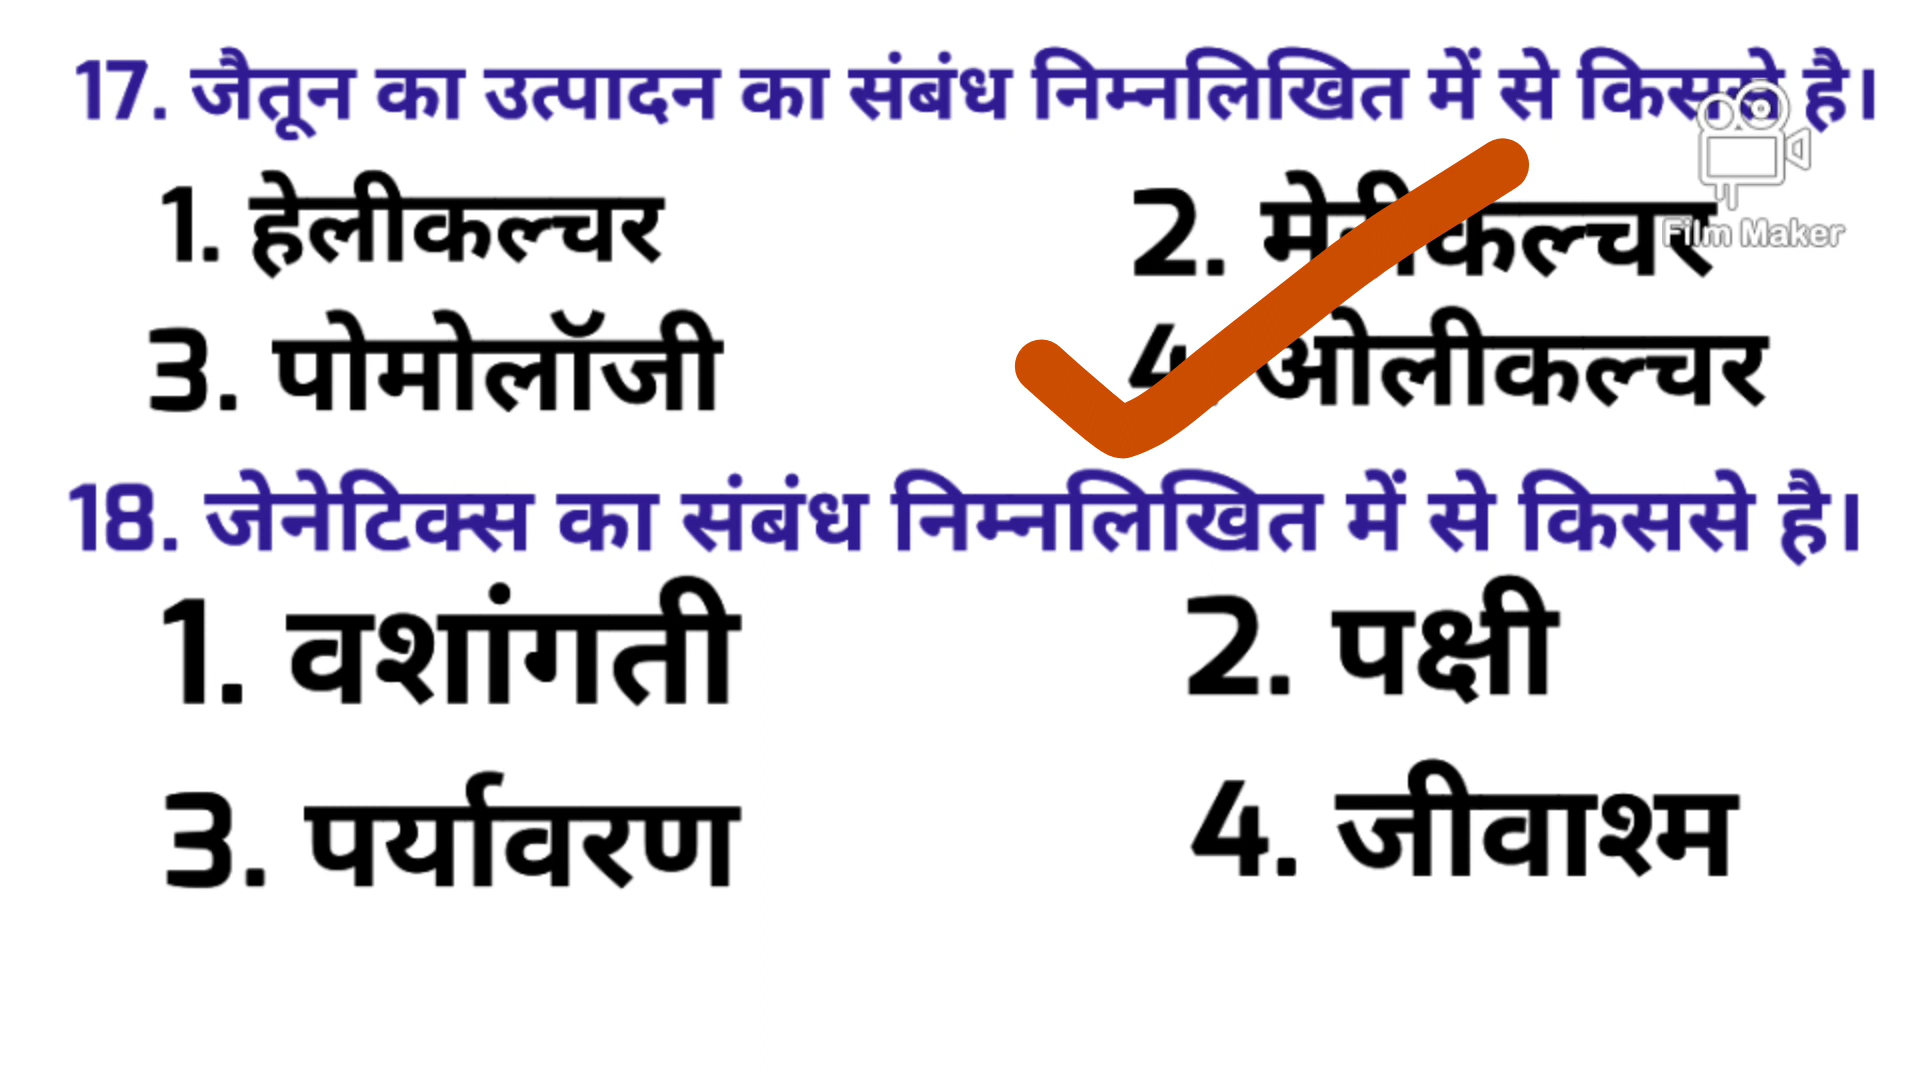 17. जैतून का उत्पादन का संबंध निम्नलिखित में से किससे है।
1. हेलीकल्चर 2. कल्चर
3. पोमोलॉजी 4. ओलीकल्चर
Film Maker
18. जेनेटिक्स का संबंध निम्नलिखित में से किससे है।
1. वशांगती 2. पक्षी
3. पर्यावरण 4. जीवाश्म